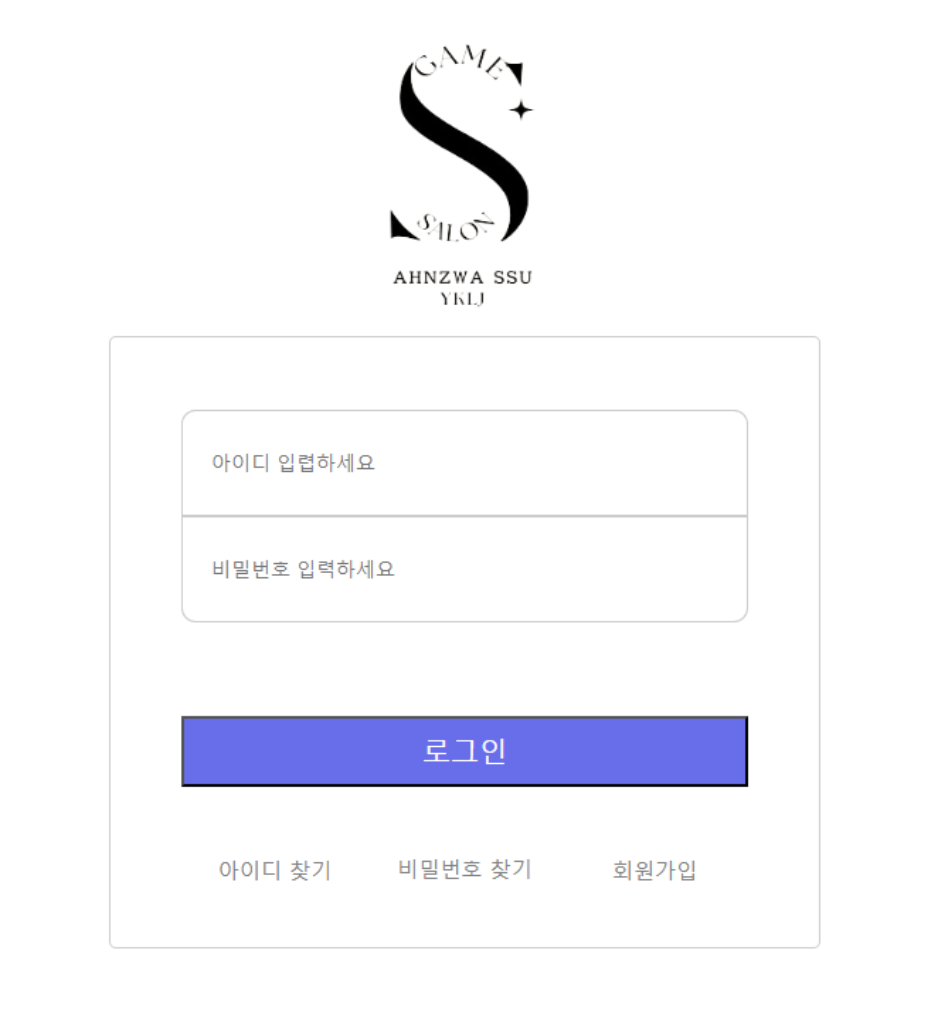 GAME
S
SALON
AHNZWA SSU
YKLJ
아이디 입렵하세요
비밀번호 입력하세요
로그인
아이디 찾기 비밀번호 찾기 회원가입